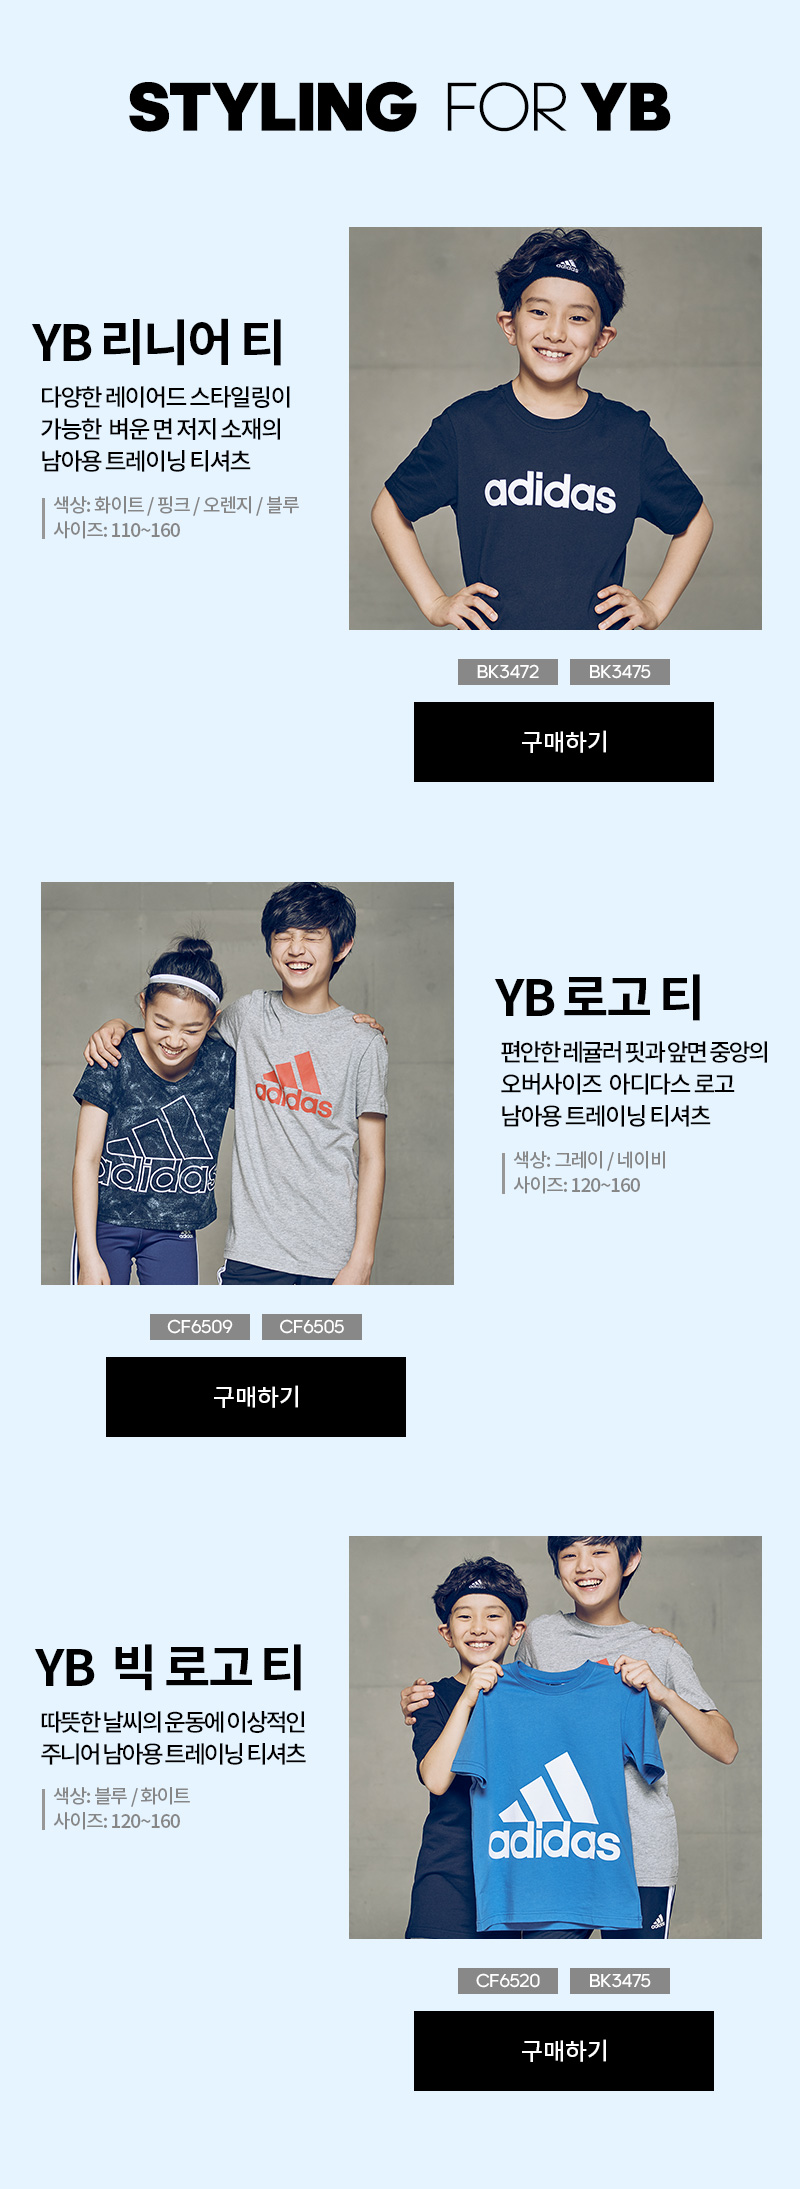 STYLING FOR YB
adidas
YB 리니어 티
다양한 레이어드 스타일링이
가능한 벼운 면 저지 소재의
남아용 트레이닝 티셔츠
색상: 화이트 / 핑크 / 오렌지 / 블루
사이즈: 110~160
adidas
BK3472 BK3475
구매하기
YB 로고 티
편안한 레귤러 핏과 앞면 중앙의
오버사이즈 아디다스 로고
남아용 트레이닝 티셔츠
색상: 그레이 / 네이비
사이즈: 120~160
adidas
adidas
adidas
CF6509 CF6505
구매하기
YB 빅 로고 티
따뜻한 날씨의 운동에 이상적인
주니어 남아용 트레이닝 티셔츠
색상: 블루 / 화이트
사이즈: 120~160
adidas
CF6520 BK3475
구매하기